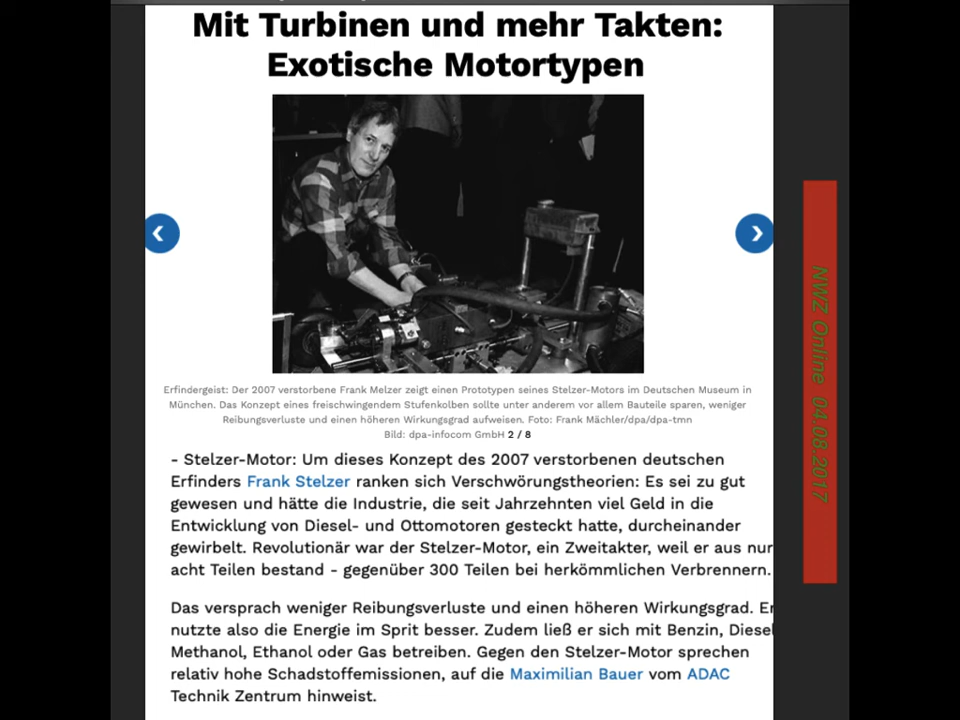 Mit Turbinen und mehr Takten:
Exotische Motortypen
Erfindergeist: Der 2007 verstorbene Frank Melzer zeigt einen Prototypen seines Stelzer-Motors im Deutschen Museum in
München. Das Konzept eines freischwingendem Stufenkolben sollte unter anderem vor allem Bauteile sparen, weniger
Reibungsverluste und einen höheren Wirkungsgrad aufweisen. Foto: Frank Mächler/dpa/dpa-tmn
Bild: dpa-infocom GmbH 2 / 8
- Stelzer-Motor: Um dieses Konzept des 2007 verstorbenen deutschen
Erfinders Frank Stelzer ranken sich Verschwörungstheorien: Es sei zu gut
gewesen und hätte die Industrie, die seit Jahrzehnten viel Geld in die
Entwicklung von Diesel- und Ottomotoren gesteckt hatte, durcheinander
gewirbelt. Revolutionär war der Stelzer-Motor, ein Zweitakter, weil er aus nur
acht Teilen bestand - gegenüber 300 Teilen bei herkömmlichen Verbrennern.
Das versprach weniger Reibungsverluste und einen höheren Wirkungsgrad. Er
nutzte also die Energie im Sprit besser. Zudem ließ er sich mit Benzin, Diesel
Methanol, Ethanol oder Gas betreiben. Gegen den Stelzer-Motor sprechen
relativ hohe Schadstoffemissionen, auf die Maximilian Bauer vom ADAC
Technik Zentrum hinweist.
NWZ Online 04.08.2017